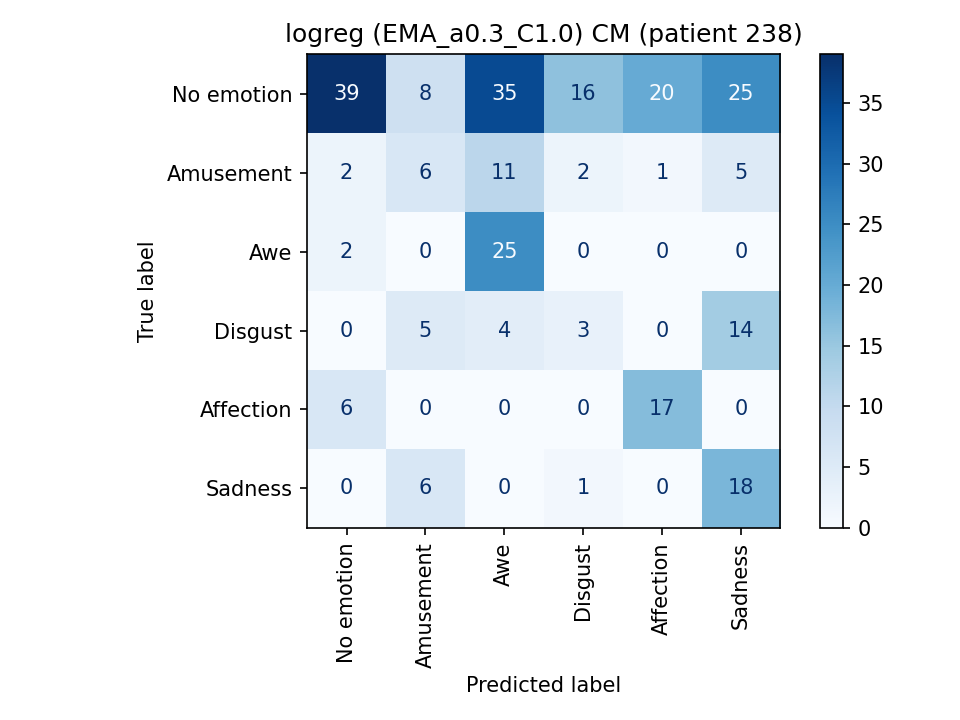 logreg (EMA_a0.3_C1.0) CM (patient 238)
No emotion 39 8 35 16 20 25
Amusement 2 6 11 2 1 5
Awe 2 0 25 0 0 0
Disgust 0 5 4 3 0 14
Affection 6 0 0 0 17 0
Sadness 0 6 0 1 0 18
True label
No emotion
Amusement
Awe
Disgust
Affection
Sadness
Predicted label
35
30
25
20
15
10
5
0